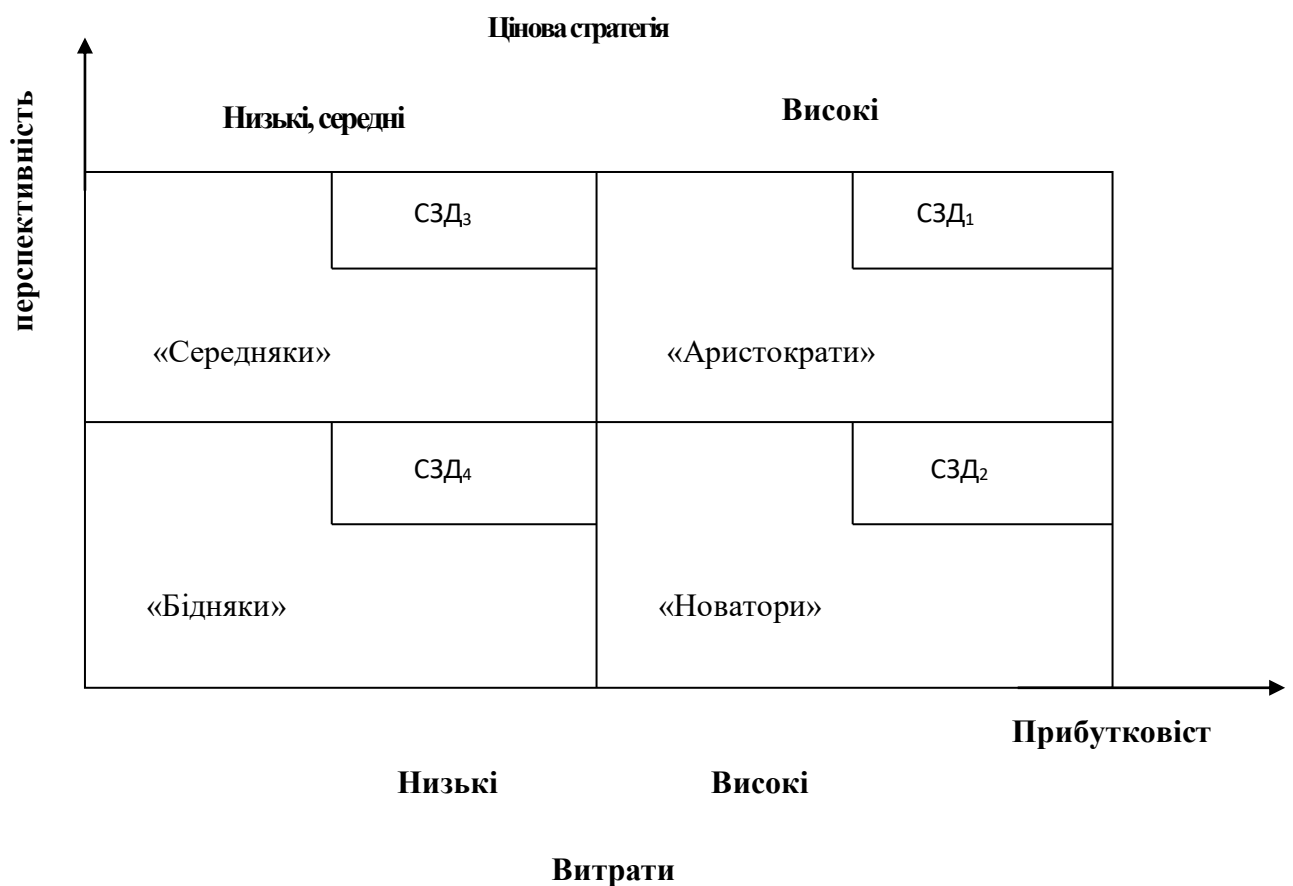 Цінова стратегія
Низькі, середні
Високі
перспективність
СЗД₃
СЗД₁
«Середняки»
«Аристократи»
СЗД₄
СЗД₂
«Бідняки»
«Новатори»
Прибутковіст
Низькі
Високі
Витрати